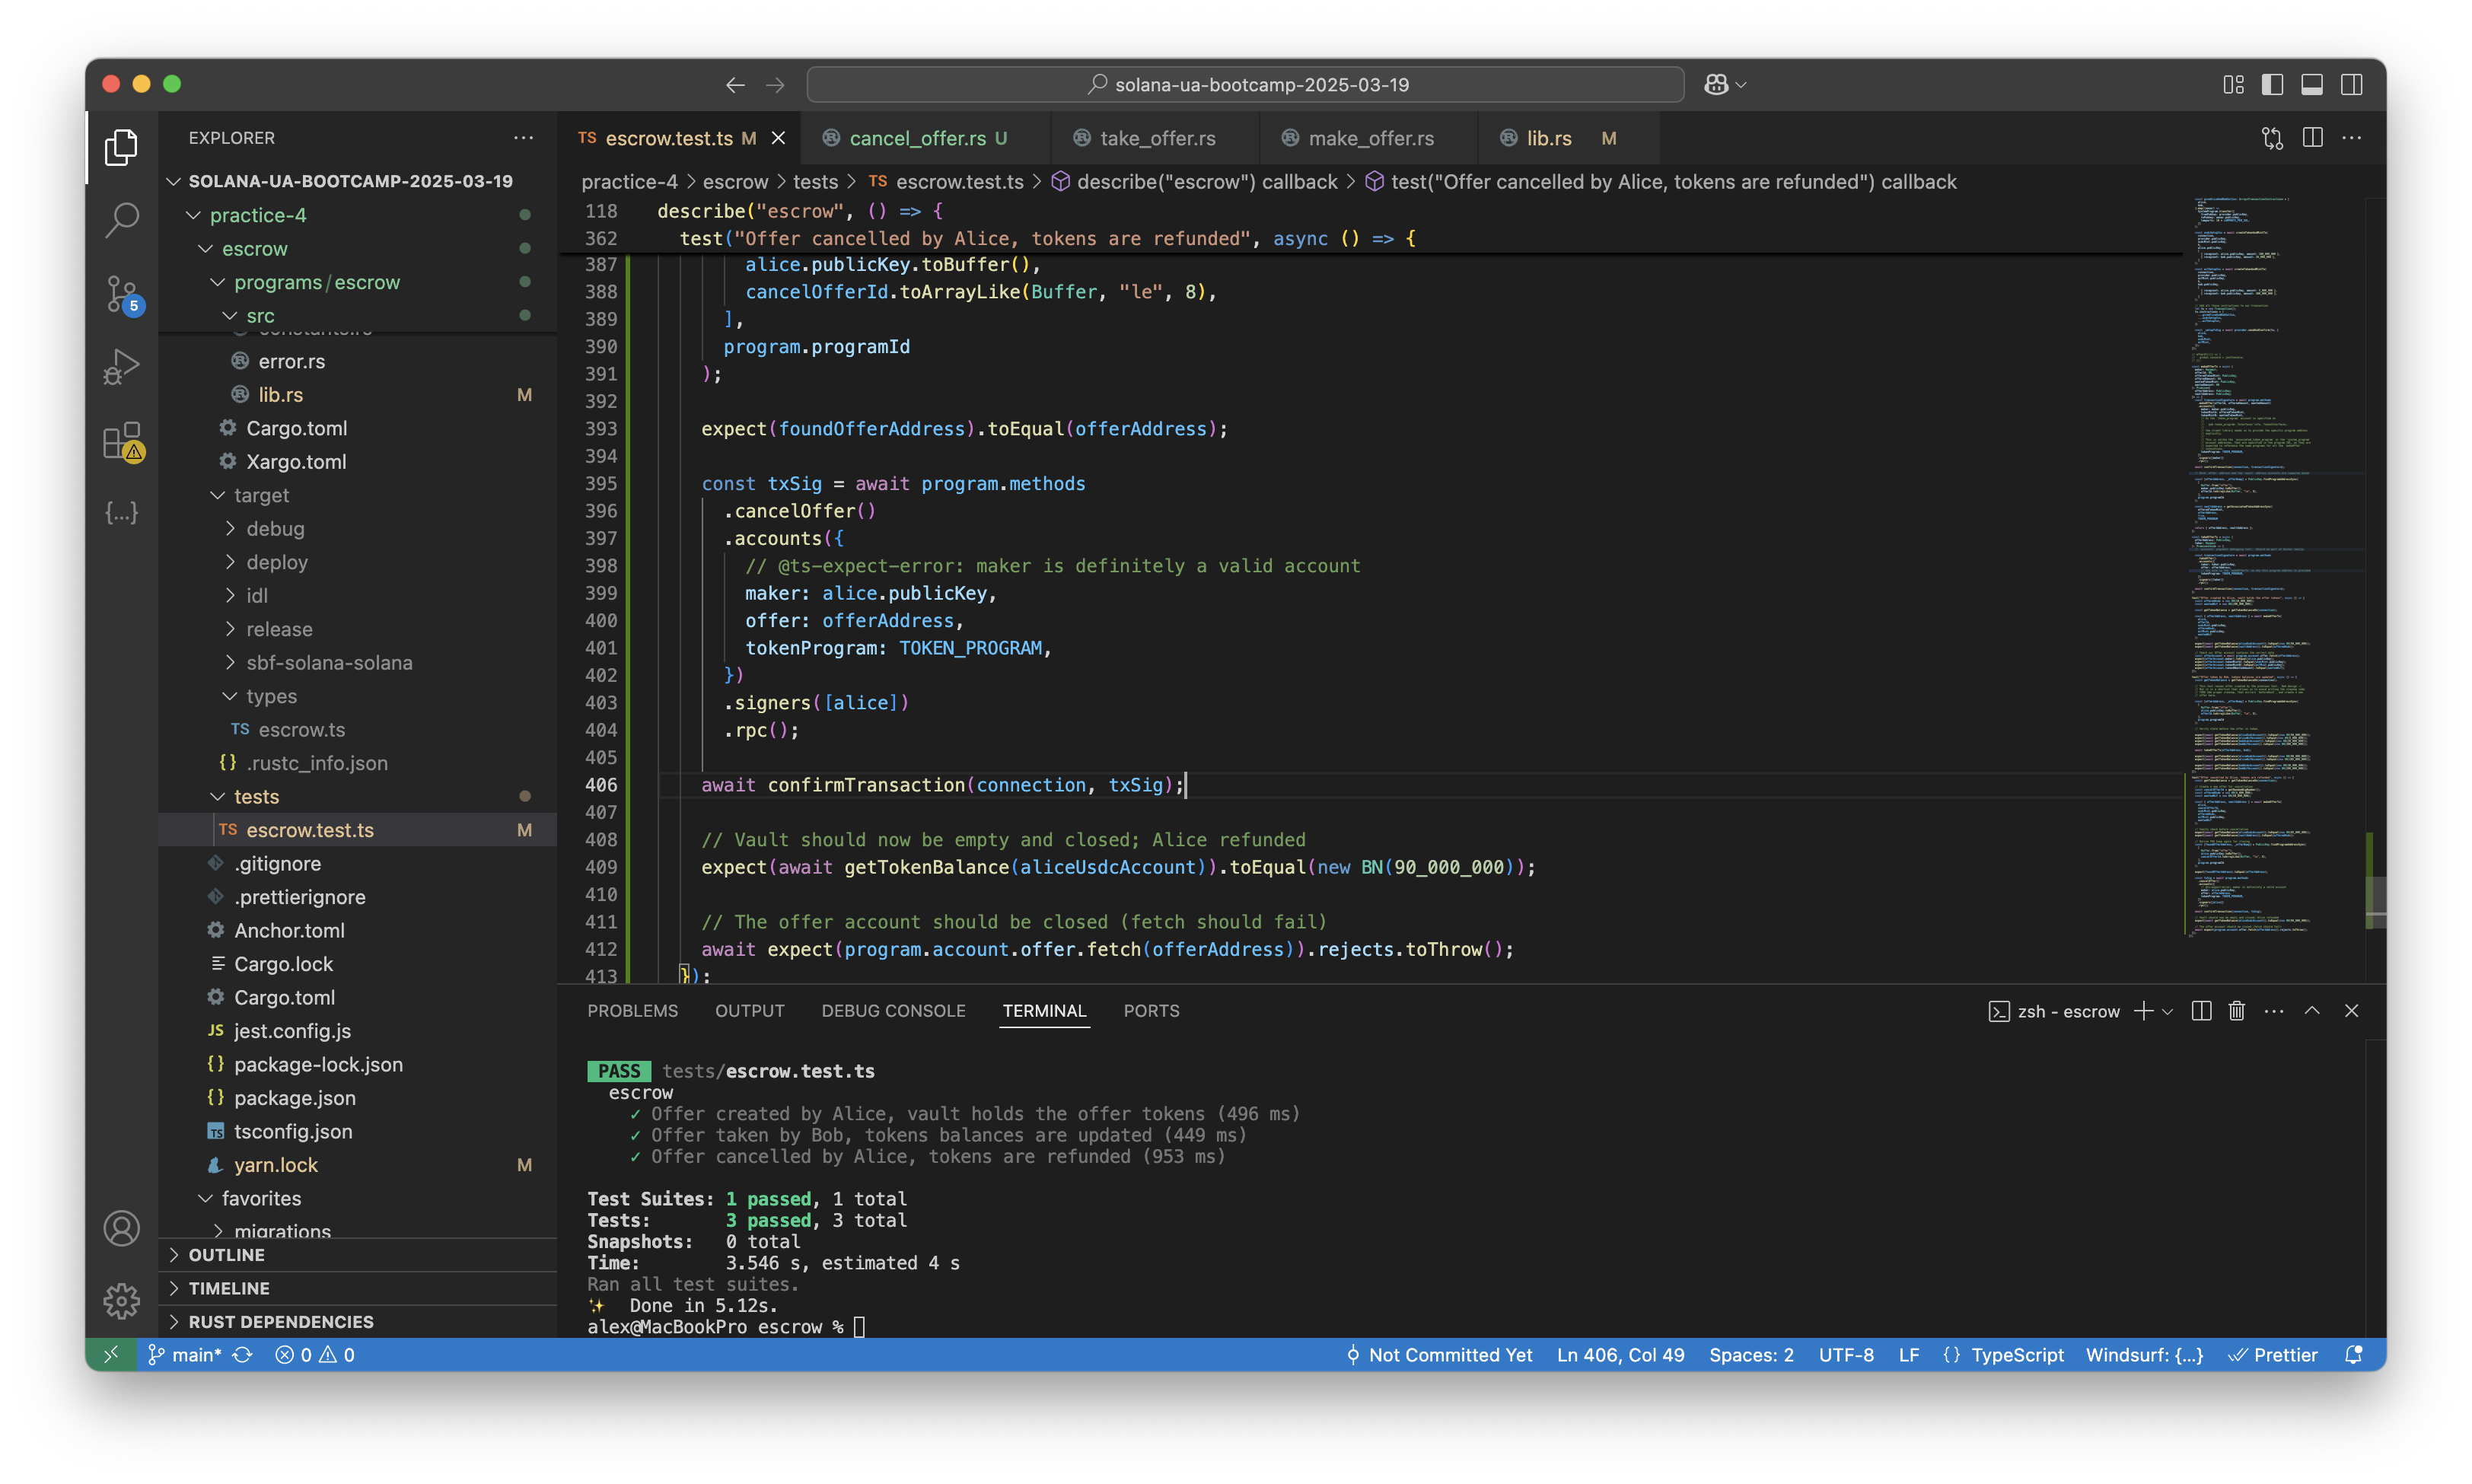 solana-ua-bootcamp-2025-03-19
EXPLORER
SOLANA-UA-BOOTCAMP-2025-03-19
practice-4
escrow
programs/escrow
src
constants.rs
error.rs
lib.rs M
Cargo.toml
Xargo.toml
target
debug
deploy
idl
release
sbf-solana-solana
types
TS escrow.ts
{} .rustc_info.json
tests
TS escrow.test.ts M
.gitignore
.prettierignore
Anchor.toml
Cargo.lock
Cargo.toml
JS jest.config.js
{} package-lock.json
{} package.json
TS tsconfig.json
yarn.lock M
favorites
migrations
OUTLINE
TIMELINE
RUST DEPENDENCIES
5
{...}
TS escrow.test.ts M
cancel_offer.rs U
take_offer.rs
make_offer.rs
lib.rs M
practice-4 > escrow > tests > TS escrow.test.ts > describe("escrow") callback > test("Offer cancelled by Alice, tokens are refunded") callback
118 describe("escrow", () => {
362 test("Offer cancelled by Alice, tokens are refunded", async () => {
387 alice.publicKey.toBuffer(),
388 cancelOfferId.toArrayLike(Buffer, "le", 8),
389 ],
390 program.programId
391 );
392
393 expect(foundOfferAddress).toEqual(offerAddress);
394
395 const txSig = await program.methods
396 .cancelOffer()
397 .accounts({
398 // @ts-expect-error: maker is definitely a valid account
399 maker: alice.publicKey,
400 offer: offerAddress,
401 tokenProgram: TOKEN_PROGRAM,
402 })
403 .signers([alice])
404 .rpc();
405
406 await confirmTransaction(connection, txSig);
407
408 // Vault should now be empty and closed; Alice refunded
409 expect(await getTokenBalance(aliceUsdcAccount)).toEqual(new BN(90_000_000));
410
411 // The offer account should be closed (fetch should fail)
412 await expect(program.account.offer.fetch(offerAddress)).rejects.toThrow();
413 });
PROBLEMS OUTPUT DEBUG CONSOLE TERMINAL PORTS
zsh - escrow
PASS tests/escrow.test.ts
escrow
✓ Offer created by Alice, vault holds the offer tokens (496 ms)
✓ Offer taken by Bob, tokens balances are updated (449 ms)
✓ Offer cancelled by Alice, tokens are refunded (953 ms)
Test Suites: 1 passed, 1 total
Tests: 3 passed, 3 total
Snapshots: 0 total
Time: 3.546 s, estimated 4 s
Ran all test suites.
✨ Done in 5.12s.
alex@MacBookPro escrow %
main* 0 0
Not Committed Yet
Ln 406, Col 49
Spaces: 2
UTF-8
LF
{} TypeScript
Windsurf: {...}
Prettier